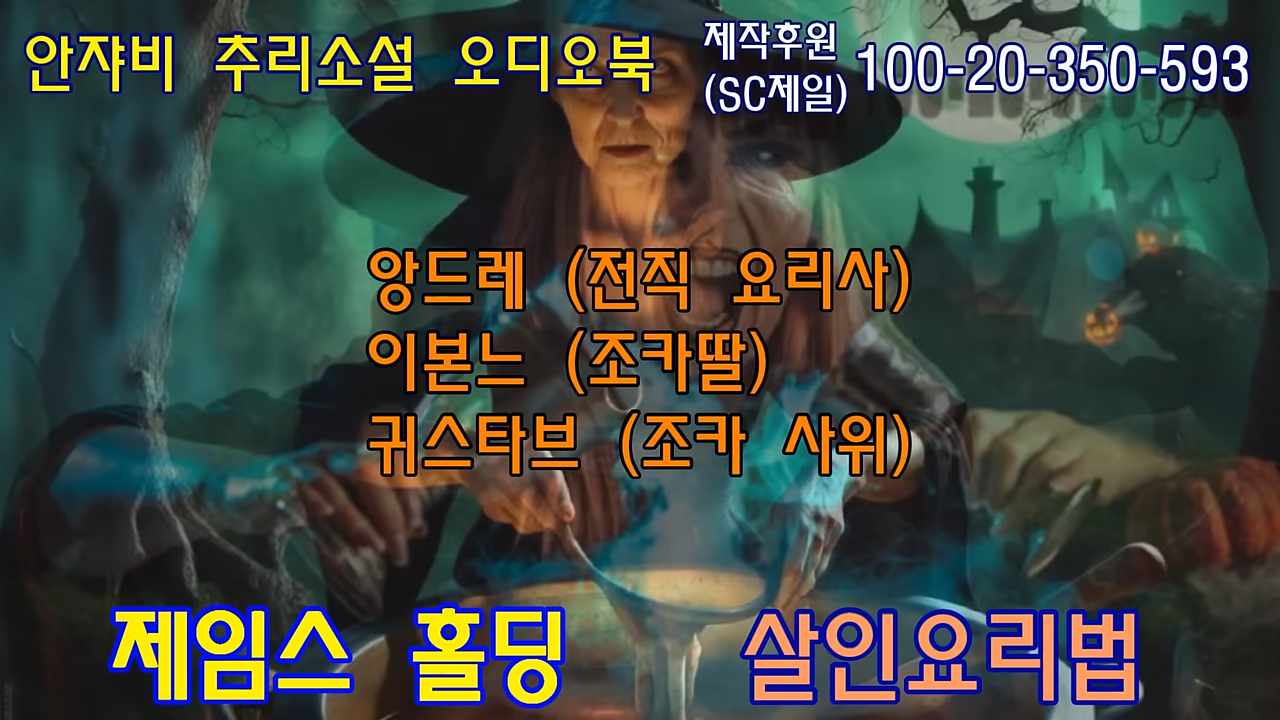 안쟈비 추리소설 오디오북
제작후원
(SC제일)
100-20-350-593
앙드레 (전직 요리사)
이본느 (조카딸)
귀스타브 (조카 사위)
제임스 홀딩
살인요리법